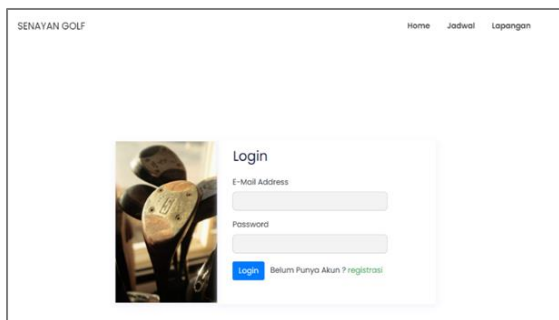 SENAYAN GOLF Home Jadwal Lapangan
Login
E-Mail Address
Password
Login Belum Punya Akun ? registrasi